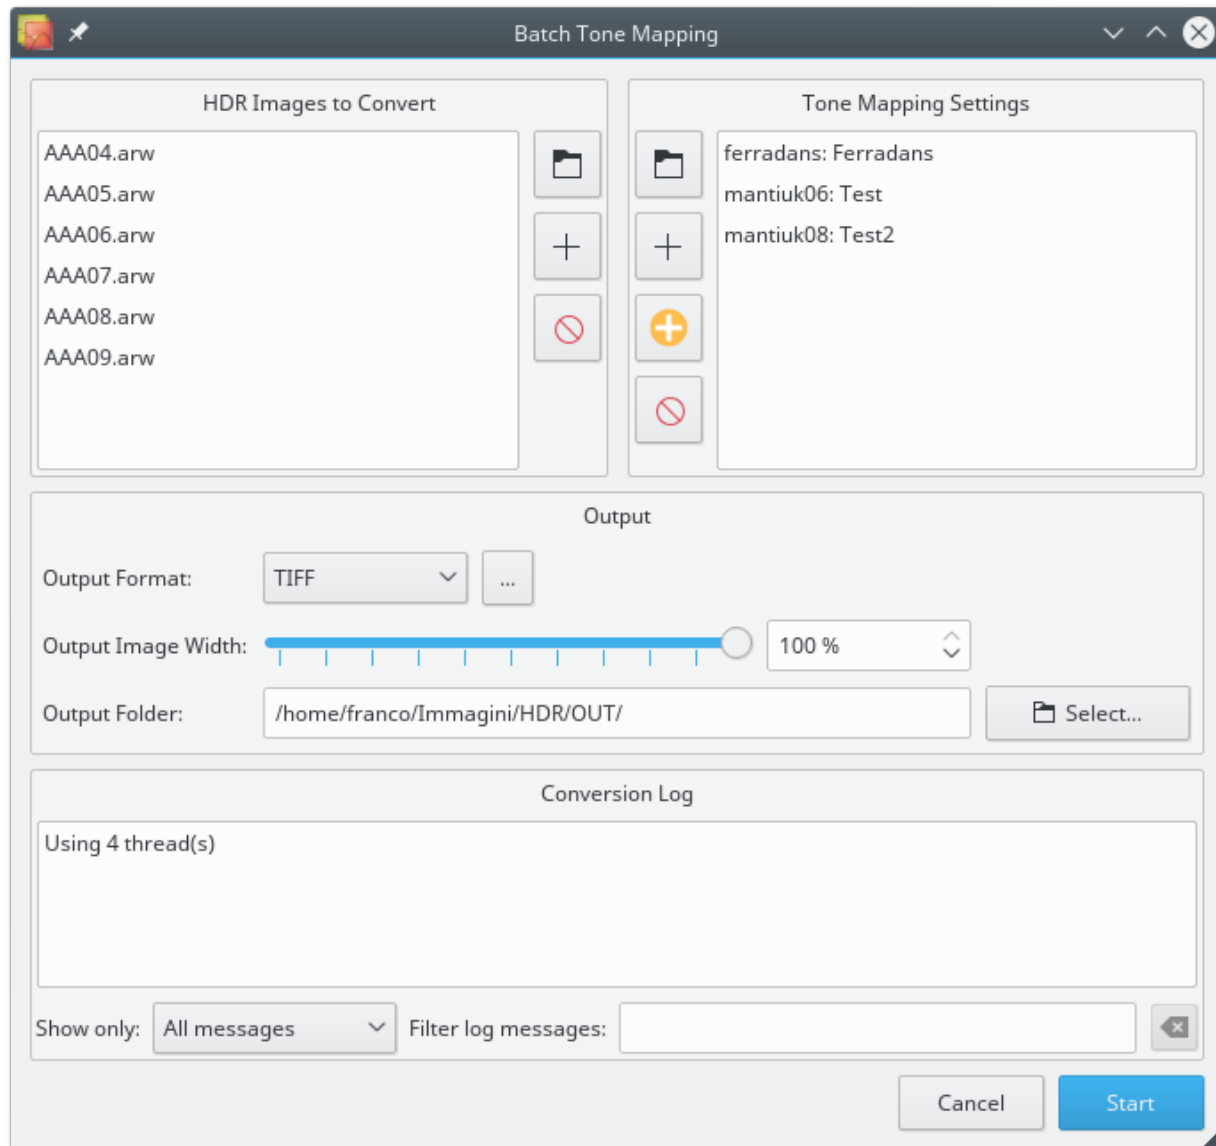 Batch Tone Mapping
HDR Images to Convert
AAA04.arw
AAA05.arw
AAA06.arw
AAA07.arw
AAA08.arw
AAA09.arw
Tone Mapping Settings
ferradans: Ferradans
mantiuk06: Test
mantiuk08: Test2
Output
Output Format: TIFF ...
Output Image Width: 100 %
Output Folder: /home/franco/Immagini/HDR/OUT/ Select...
Conversion Log
Using 4 thread(s)
Show only: All messages Filter log messages:
Cancel Start